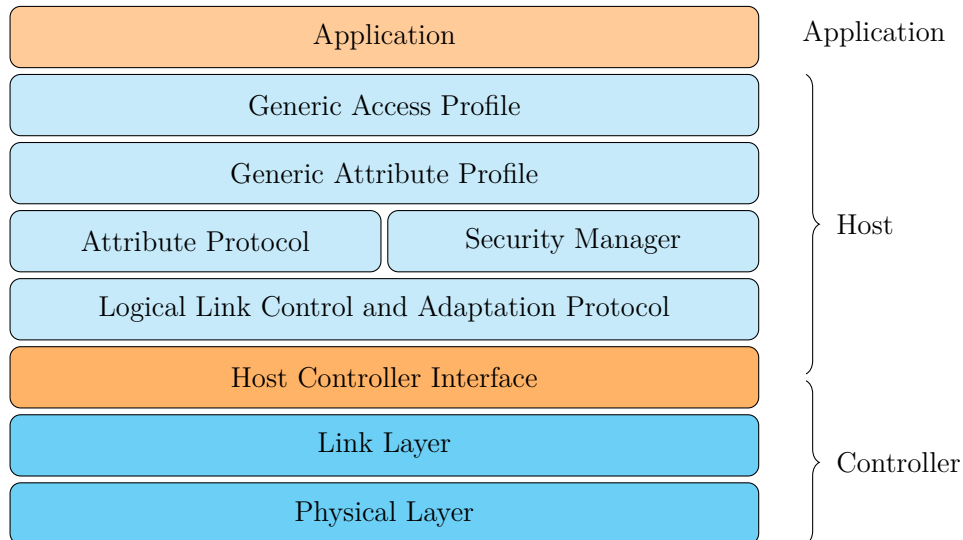 Application
Application
Generic Access Profile
Generic Attribute Profile
Host
Attribute Protocol
Security Manager
Logical Link Control and Adaptation Protocol
Host Controller Interface
Link Layer
Controller
Physical Layer